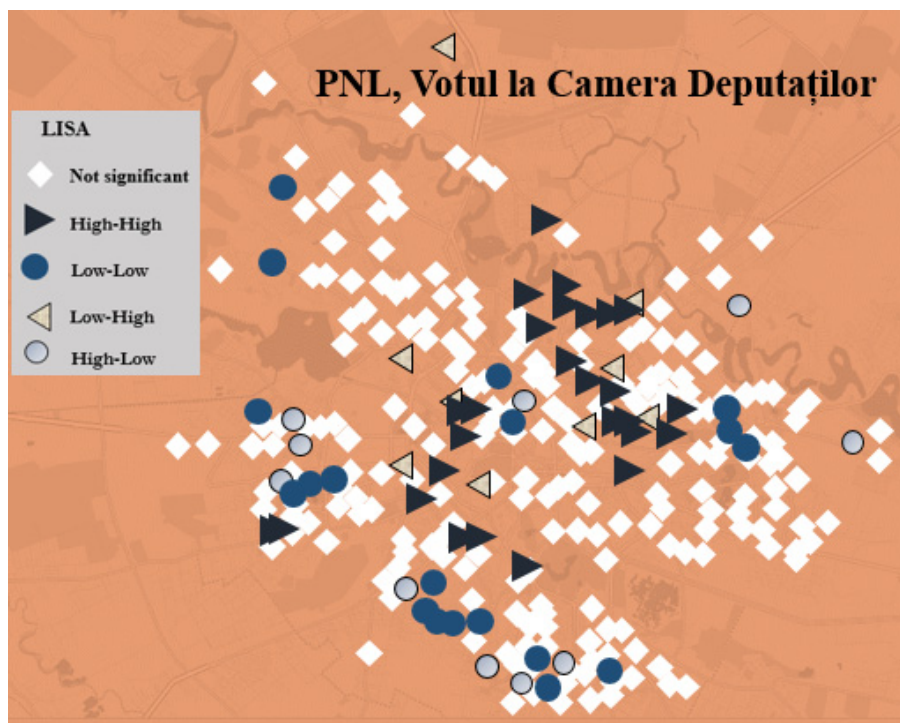 PNL, Votul la Camera Deputaților
LISA
Not significant
High-High
Low-Low
Low-High
High-Low